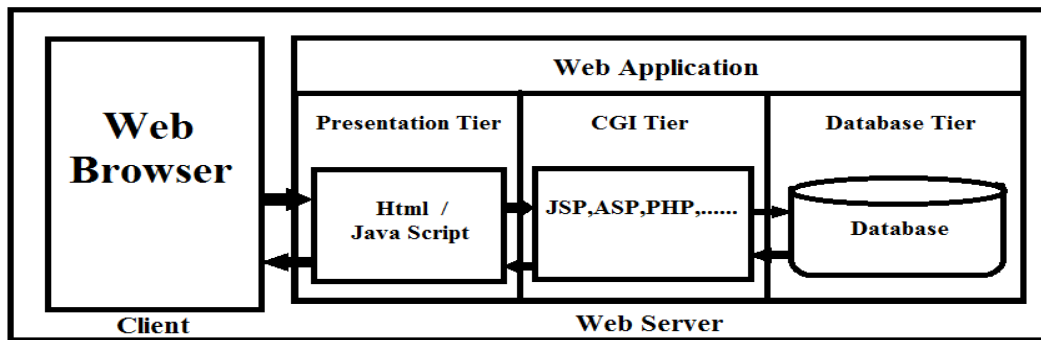 Web
Browser
Client
Web Application
Presentation Tier
Html /
Java Script
CGI Tier
JSP,ASP,PHP,......
Database Tier
Database
Web Server